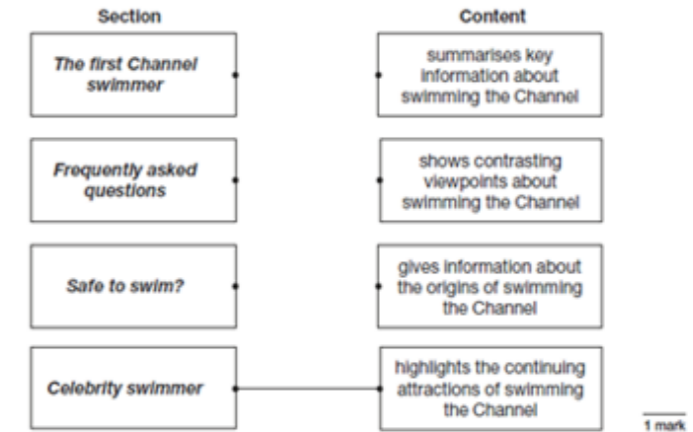 Section
Content
The first Channel
swimmer
summarises key
information about
swimming the Channel
Frequently asked
questions
shows contrasting
viewpoints about
swimming the Channel
Safe to swim?
gives information about
the origins of swimming
the Channel
Celebrity swimmer
highlights the continuing
attractions of swimming
the Channel
1 mark